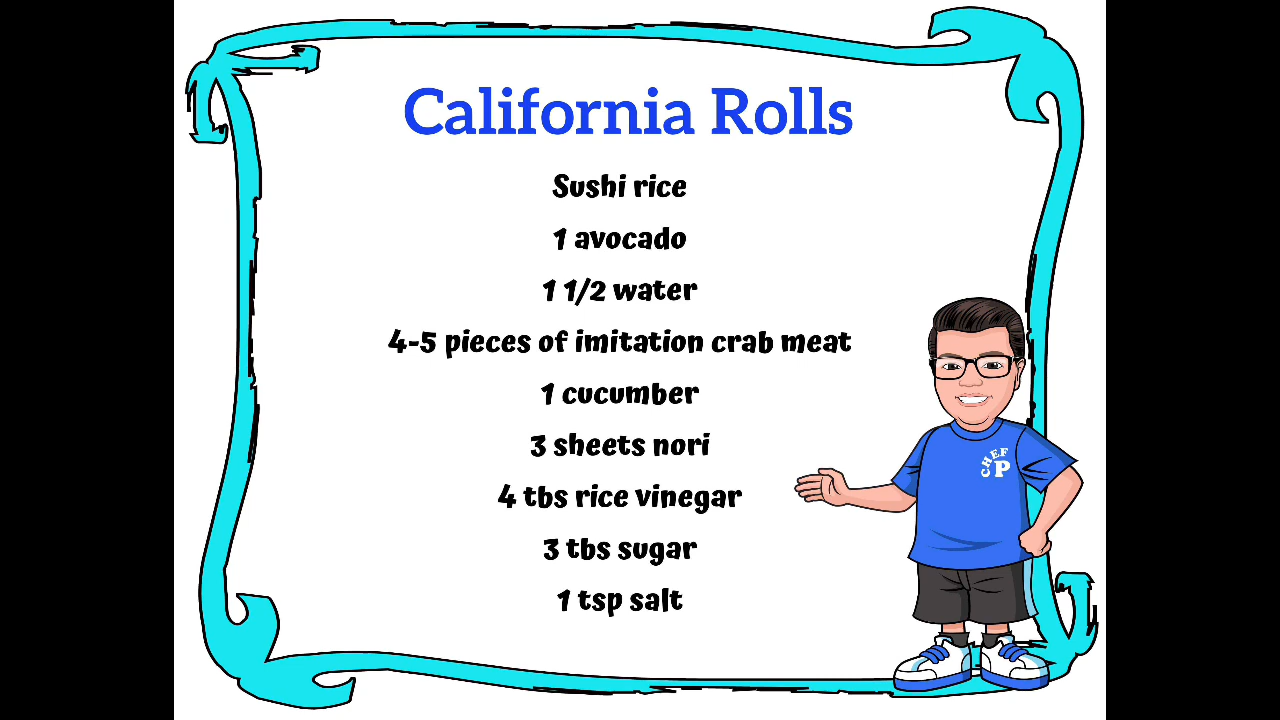 California Rolls
Sushi rice
1 avocado
1 1/2 water
4-5 pieces of imitation crab meat
1 cucumber
3 sheets nori
4 tbs rice vinegar
3 tbs sugar
1 tsp salt
CHEF
P